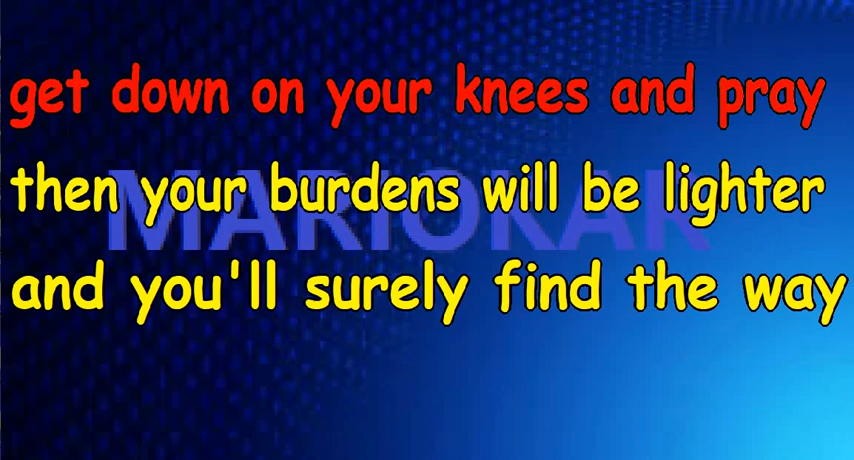 get down on your knees and pray
MARIOKAR
then your burdens will be lighter
and you'll surely find the way